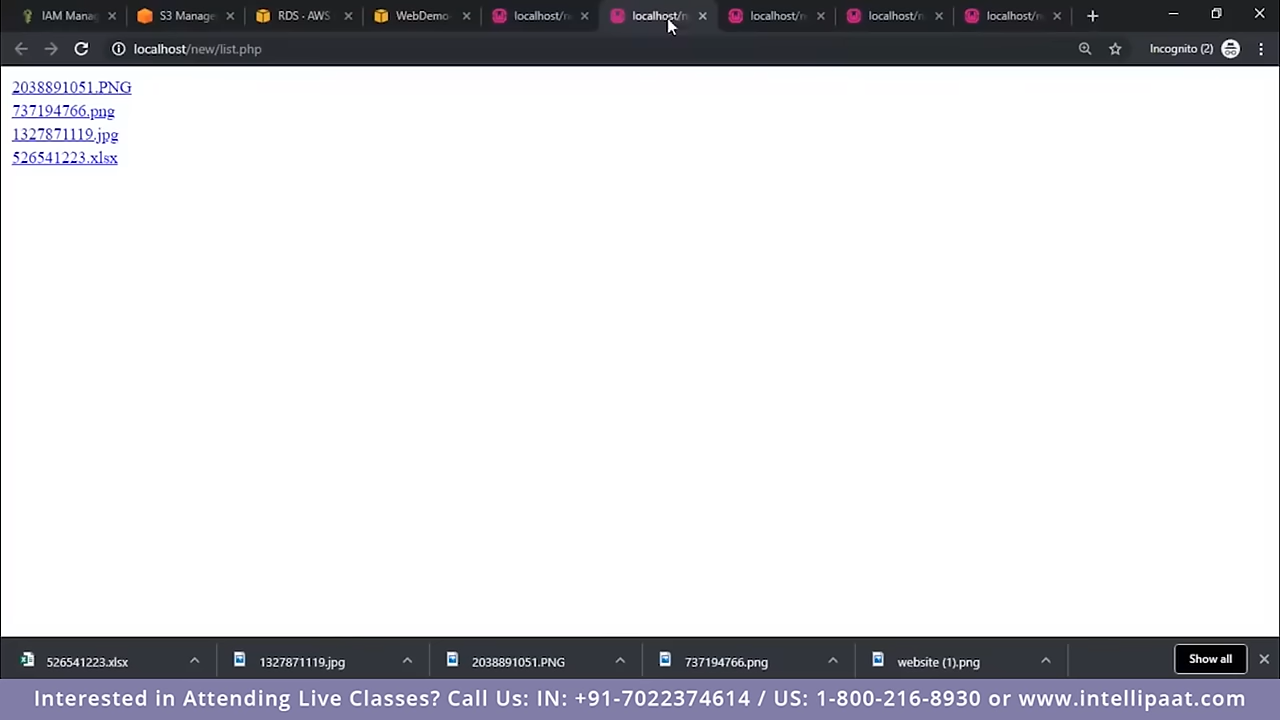 IAM Manag
S3 Manage
RDS - AWS
WebDemo
localhost/n
localhost/n
localhost/n
localhost/n
localhost/n
localhost/new/list.php
Incognito (2)
2038891051.PNG
737194766.png
1327871119.jpg
526541223.xlsx
526541223.xlsx
1327871119.jpg
2038891051.PNG
737194766.png
website (1).png
Show all
Interested in Attending Live Classes? Call Us: IN: +91-7022374614 / US: 1-800-216-8930 or www.intellipaat.com